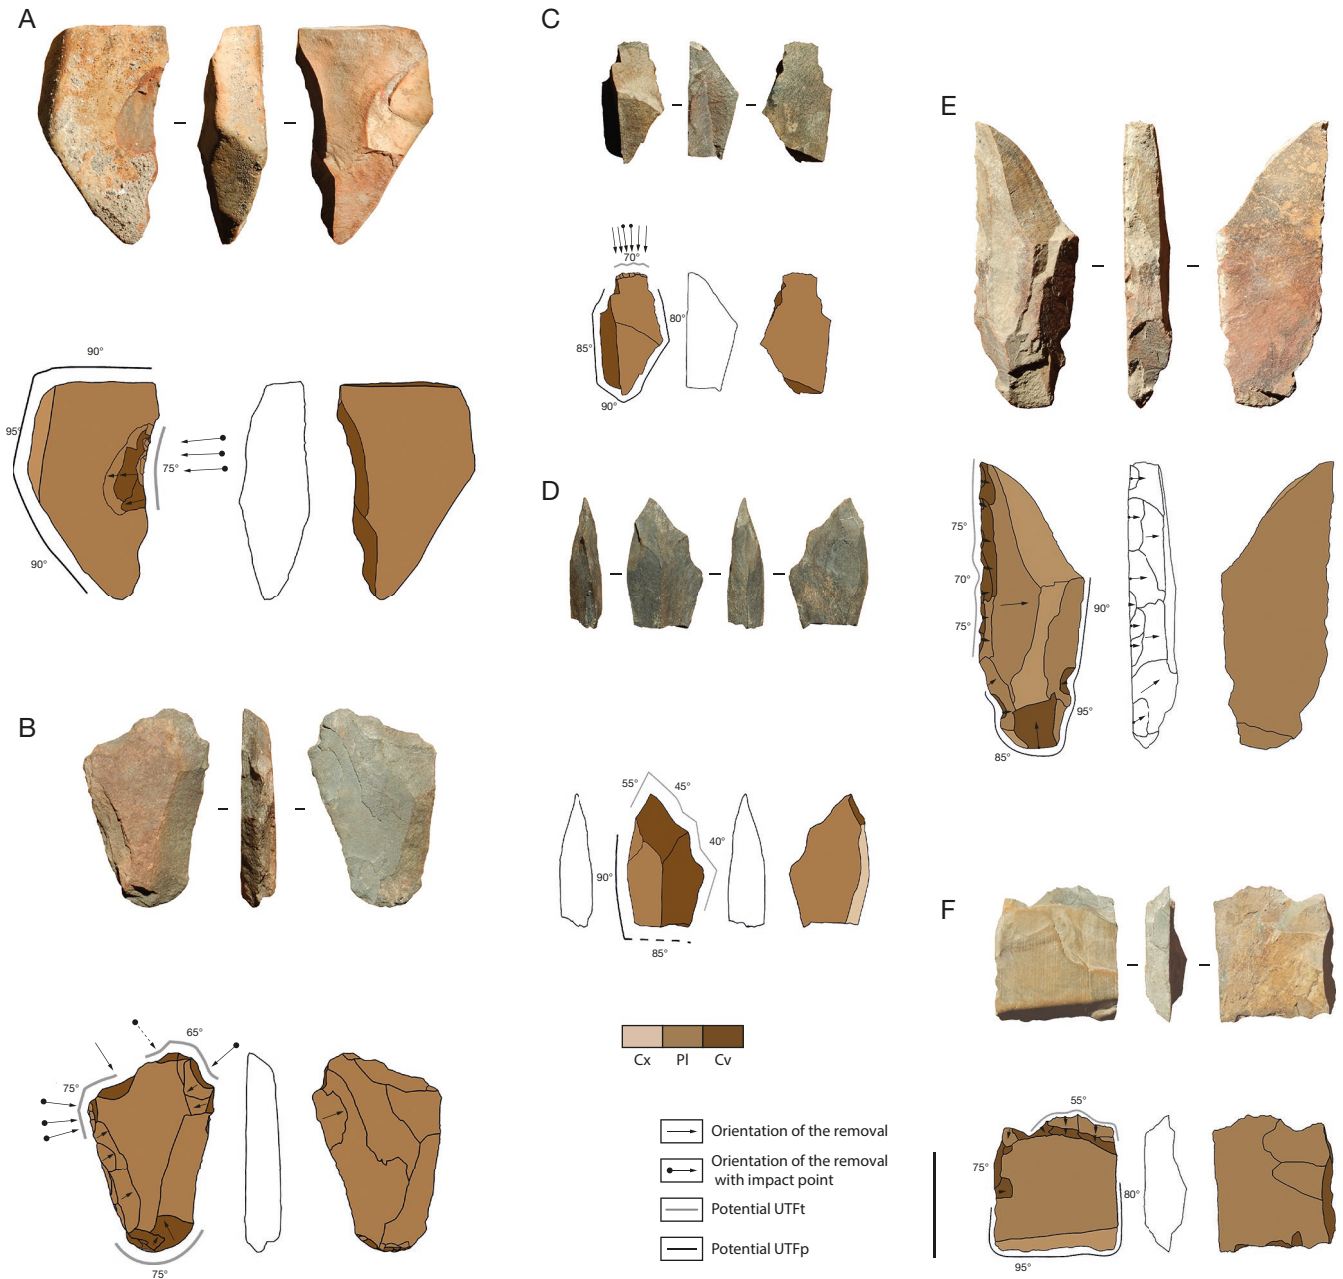 A
90°
95°
75°
90°
B
65°
75°
75°
C
70°
80°
85°
90°
D
55°
45°
40°
90°
85°
Cx Pl Cv
Orientation of the removal
Orientation of the removal
with impact point
Potential UTFt
Potential UTFp
E
75°
70°
75°
90°
95°
85°
F
55°
75°
80°
95°